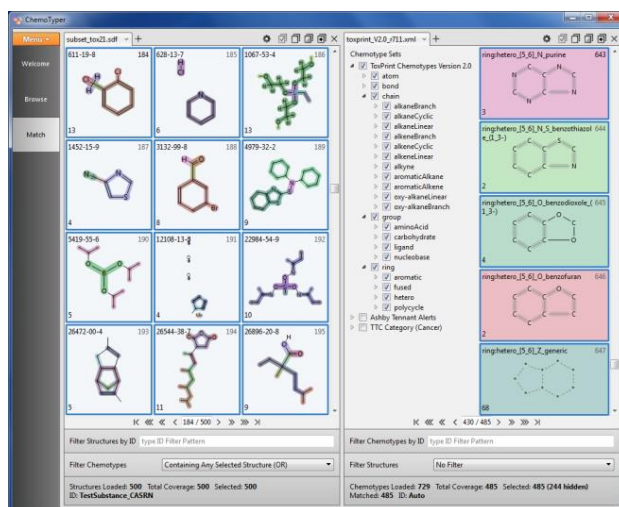 ChemoTyper
Menu
Welcome
Browse
Match
subset_tox21.sdf
611-19-8 184
13
628-13-7 185
6
1067-53-4 186
13
1452-15-9 187
4
3132-99-8 188
8
4979-32-2 189
9
5419-55-6 190
5
12108-13-3 191
4
22984-54-9 192
10
26472-00-4 193
5
26544-38-7 194
11
26896-20-8 195
9
184 / 500
Filter Structures by ID type ID Filter Pattern
Filter Chemotypes Containing Any Selected Structure (OR)
Structures Loaded: 500 Total Coverage: 500 Selected: 500
ID: TestSubstance_CASRN
toxprint_V2.0_r711.xml
Chemotype Sets
ToxPrint Chemotypes Version 2.0
atom
bond
chain
alkaneBranch
alkaneCyclic
alkaneLinear
alkeneBranch
alkeneCyclic
alkeneLinear
alkyne
aromaticAlkane
aromaticAlkene
oxy-alkaneLinear
oxy-alkaneBranch
group
aminoAcid
carbohydrate
ligand
nucleobase
ring
aromatic
fused
hetero
polycycle
Ashby Tennant Alerts
TTC Category (Cancer)
ring:hetero_[5_6]_N_purine 643
3
ring:hetero_[5_6]_N_S_benzothiazol 644
e_(1_3-)
2
ring:hetero_[5_6]_O_benzodioxole_( 645
1_3-)
4
ring:hetero_[5_6]_O_benzofuran 646
2
ring:hetero_[5_6]_Z_generic 647
68
430 / 485
Filter Chemotypes by ID type ID Filter Pattern
Filter Structures No Filter
Chemotypes Loaded: 729 Total Coverage: 485 Selected: 485 (244 hidden)
Matched: 485 ID: Auto